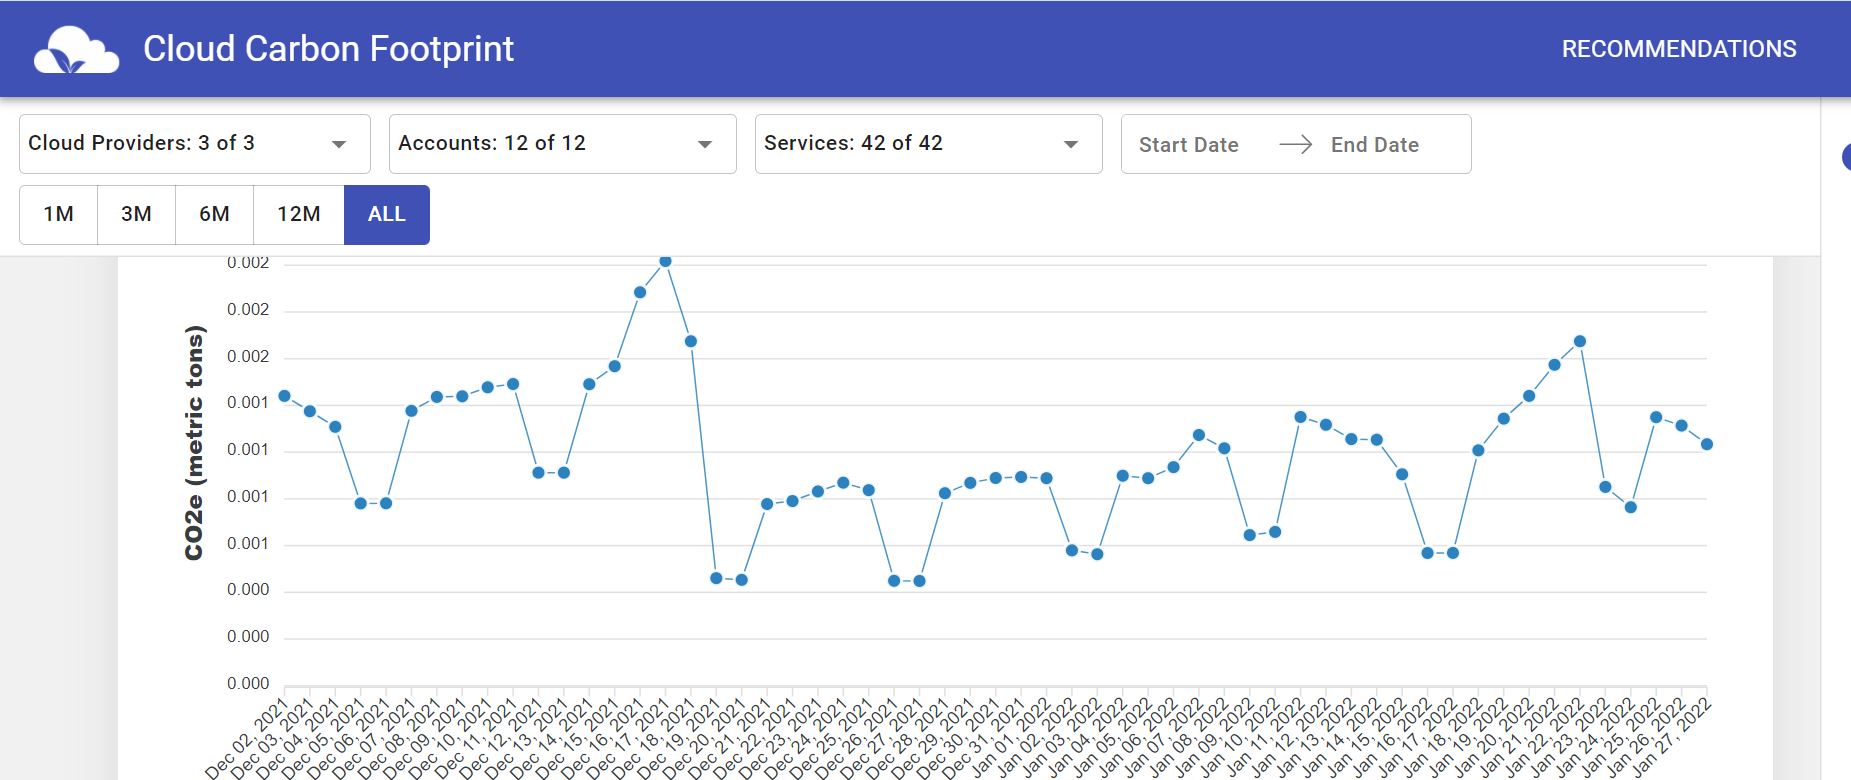 Cloud Carbon Footprint
RECOMMENDATIONS
Cloud Providers: 3 of 3
Accounts: 12 of 12
Services: 42 of 42
Start Date
End Date
1M
3M
6M
12M
ALL
CO2e (metric tons)
0.002
0.002
0.002
0.001
0.001
0.001
0.001
0.000
0.000
0.000
Dec 02, 2021
Dec 03, 2021
Dec 04, 2021
Dec 05, 2021
Dec 06, 2021
Dec 07, 2021
Dec 08, 2021
Dec 09, 2021
Dec 10, 2021
Dec 11, 2021
Dec 12, 2021
Dec 13, 2021
Dec 14, 2021
Dec 15, 2021
Dec 16, 2021
Dec 17, 2021
Dec 18, 2021
Dec 19, 2021
Dec 20, 2021
Dec 21, 2021
Dec 22, 2021
Dec 23, 2021
Dec 24, 2021
Dec 25, 2021
Dec 26, 2021
Dec 27, 2021
Dec 28, 2021
Dec 29, 2021
Dec 30, 2021
Dec 31, 2021
Jan 01, 2022
Jan 02, 2022
Jan 03, 2022
Jan 04, 2022
Jan 05, 2022
Jan 06, 2022
Jan 07, 2022
Jan 08, 2022
Jan 09, 2022
Jan 10, 2022
Jan 11, 2022
Jan 12, 2022
Jan 13, 2022
Jan 14, 2022
Jan 15, 2022
Jan 16, 2022
Jan 17, 2022
Jan 18, 2022
Jan 19, 2022
Jan 20, 2022
Jan 21, 2022
Jan 22, 2022
Jan 23, 2022
Jan 24, 2022
Jan 25, 2022
Jan 26, 2022
Jan 27, 2022